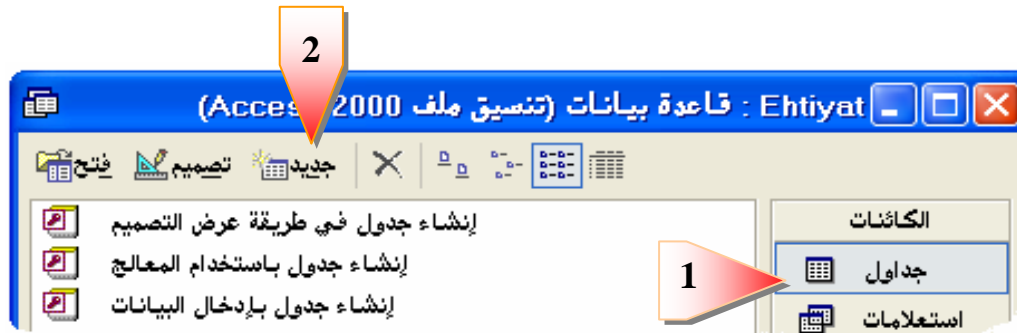 2
Ehtiyat : قاعدة بيانات (تنسيق ملف Access 2000)
فتح تصميم جديد
الكائنات
إنشاء جدول في طريقة عرض التصميم
جداول
1
إنشاء جدول باستخدام المعالج
استعلامات
إنشاء جدول بإدخال البيانات